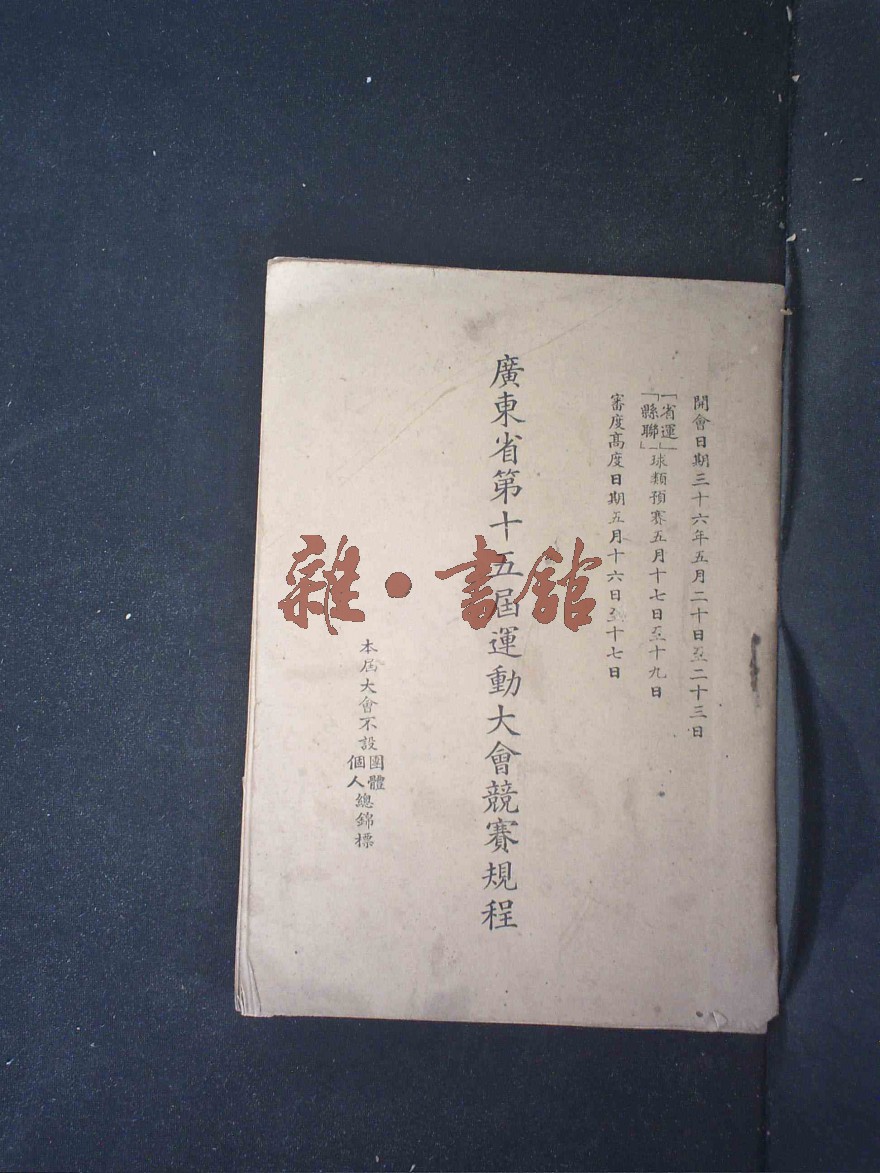 開會日期三十六年五月二十日至二十三日
「省運」
「縣聯」
球類預賽五月十七日至十九日
審度高度日期五月十六日至十七日
廣東省第十五屆運動大會競賽規程
本屆大會不設
團體
個人
總錦標
雜·書館